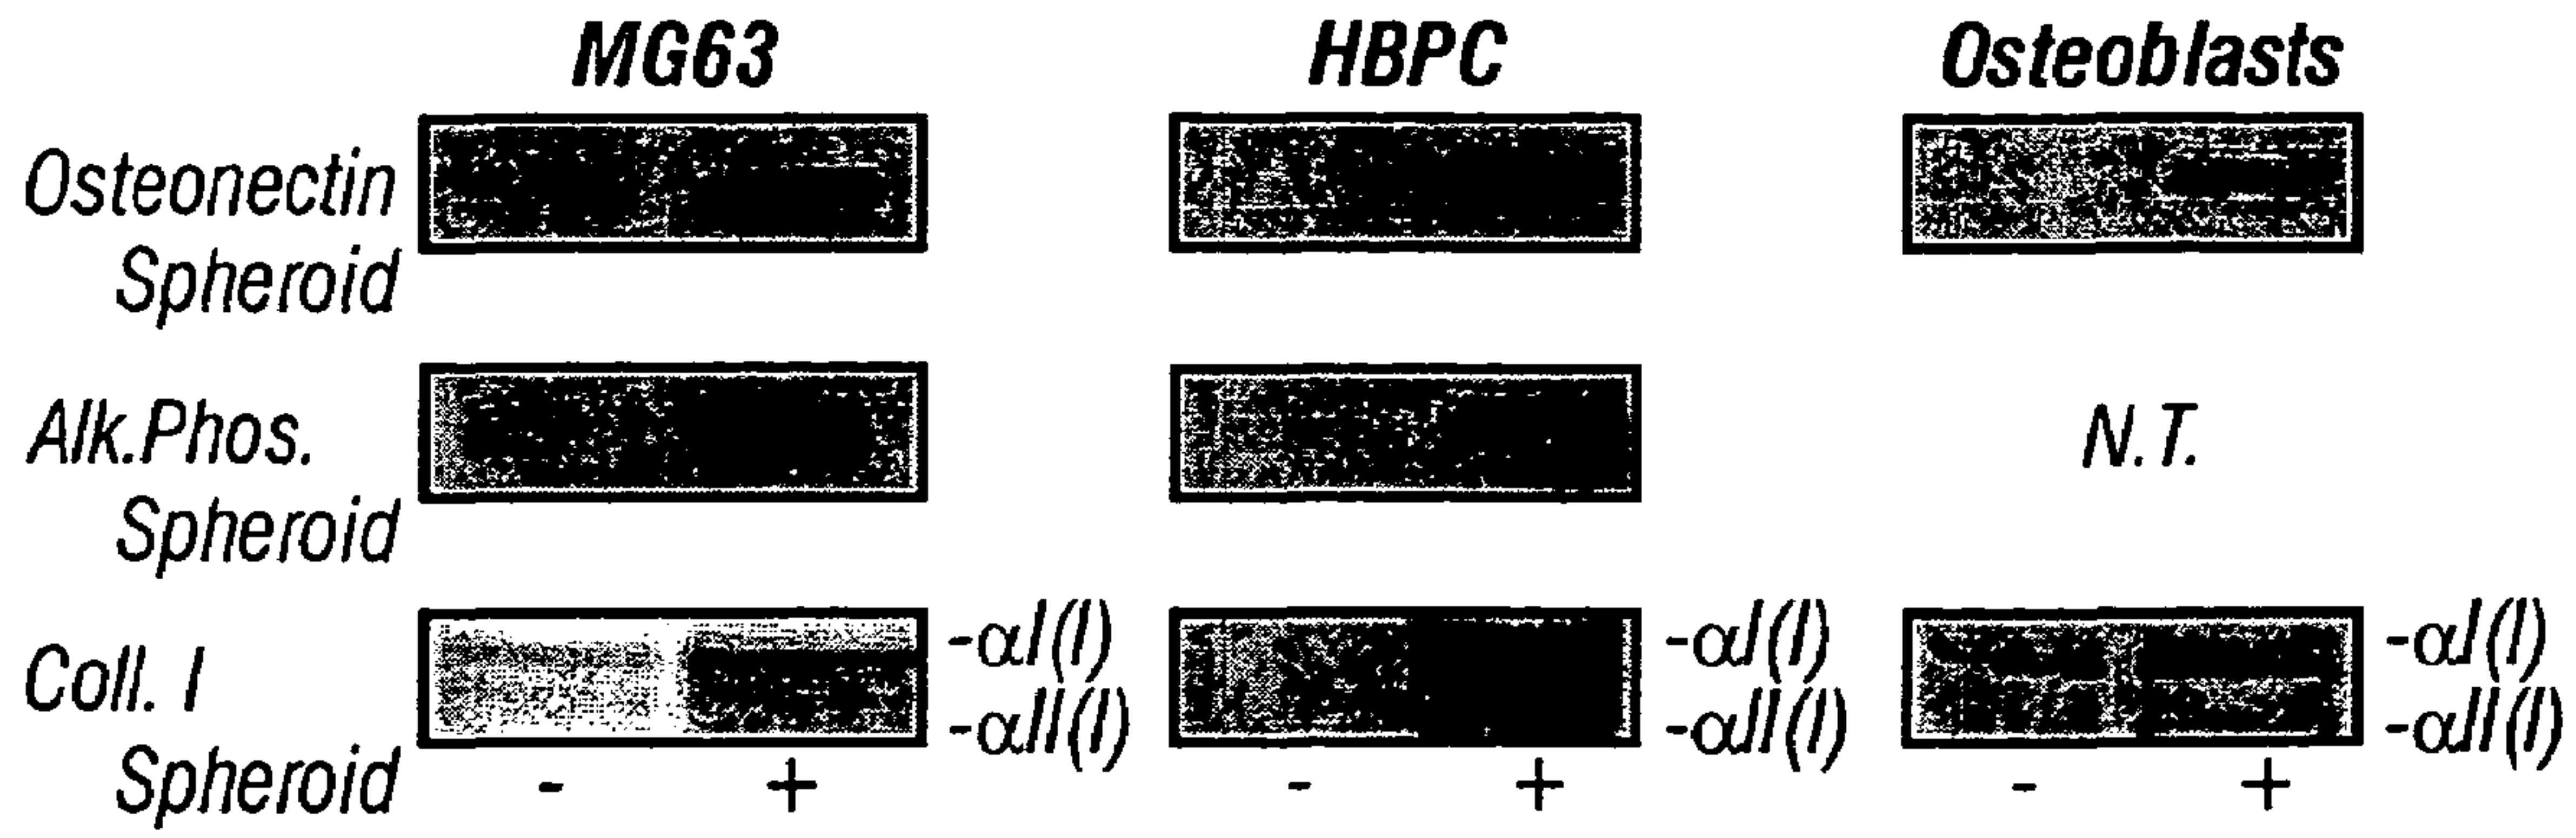 MG63 HBPC Osteoblasts
Osteonectin
Spheroid
Alk.Phos. N.T.
Spheroid
-αI(I) -αI(I) -αI(I)
Coll. I
-αII(I) -αII(I) -αII(I)
Spheroid - + - + - +